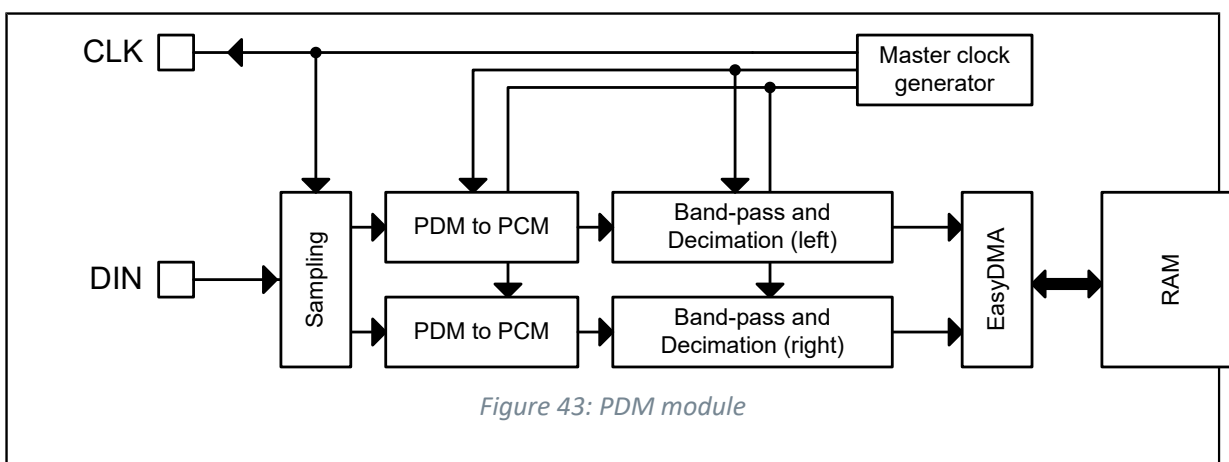 CLK
Master clock
generator
DIN
Sampling
PDM to PCM
Band-pass and
Decimation (left)
PDM to PCM
Band-pass and
Decimation (right)
EasyDMA
RAM
Figure 43: PDM module